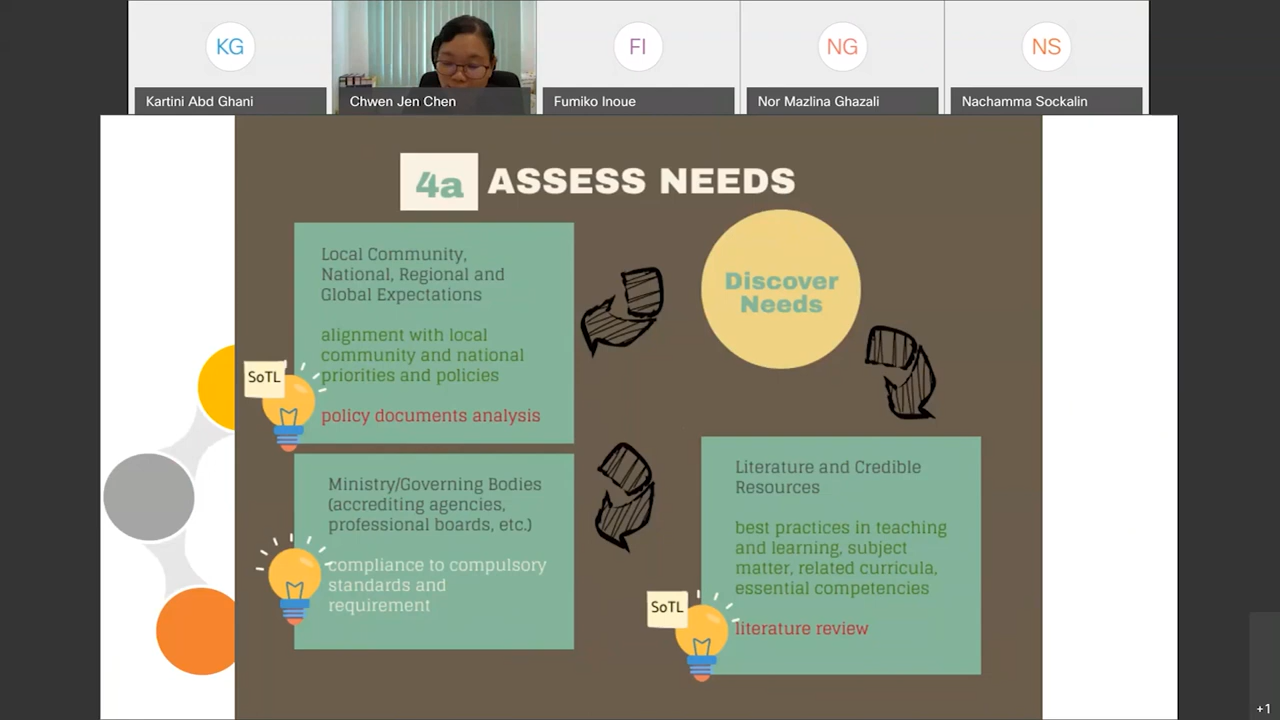 KG
FI
NG
NS
Kartini Abd Ghani
Chwen Jen Chen
Fumiko Inoue
Nor Mazlina Ghazali
Nachamma Sockalin
4a ASSESS NEEDS
Discover
Needs
Local Community,
National, Regional and
Global Expectations
alignment with local
community and national
priorities and policies
policy documents analysis
SoTL
Ministry/Governing Bodies
(accrediting agencies,
professional boards, etc.)
compliance to compulsory
standards and
requirement
Literature and Credible
Resources
best practices in teaching
and learning, subject
matter, related curricula,
essential competencies
literature review
SoTL
+1